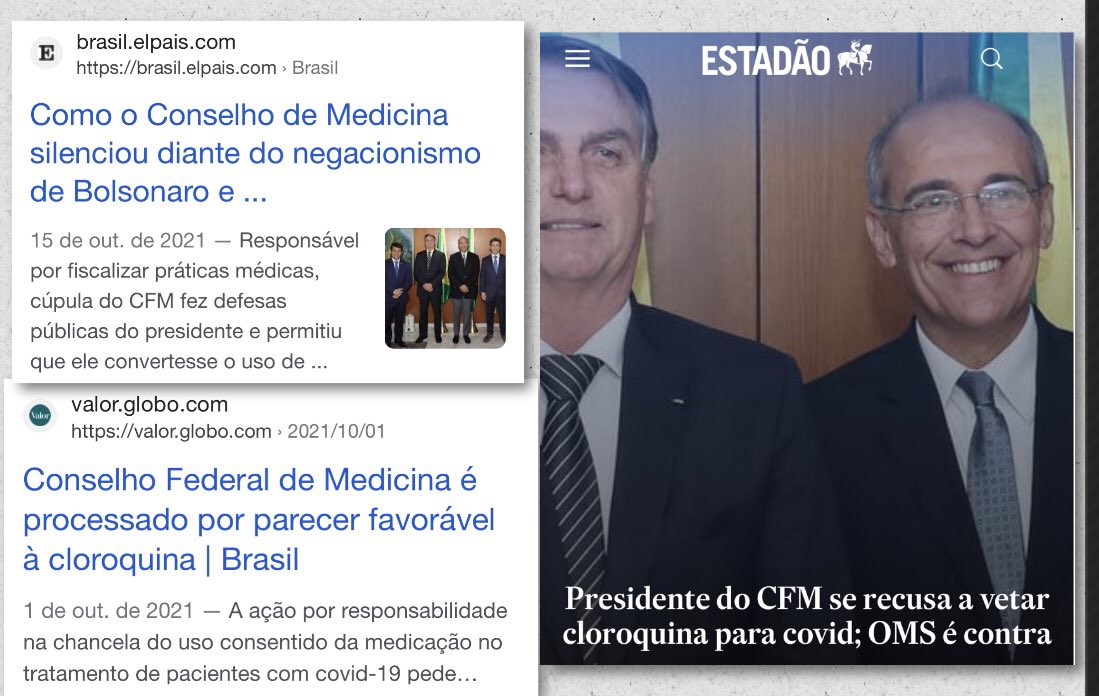 E
brasil.elpais.com
https://brasil.elpais.com › Brasil
Como o Conselho de Medicina
silenciou diante do negacionismo
de Bolsonaro e ...
15 de out. de 2021 — Responsável
por fiscalizar práticas médicas,
cúpula do CFM fez defesas
públicas do presidente e permitiu
que ele convertesse o uso de ...
Valor
valor.globo.com
https://valor.globo.com › 2021/10/01
Conselho Federal de Medicina é
processado por parecer favorável
à cloroquina | Brasil
1 de out. de 2021 — A ação por responsabilidade
na chancela do uso consentido da medicação no
tratamento de pacientes com covid-19 pede...
ESTADÃO
Presidente do CFM se recusa a vetar
cloroquina para covid; OMS é contra